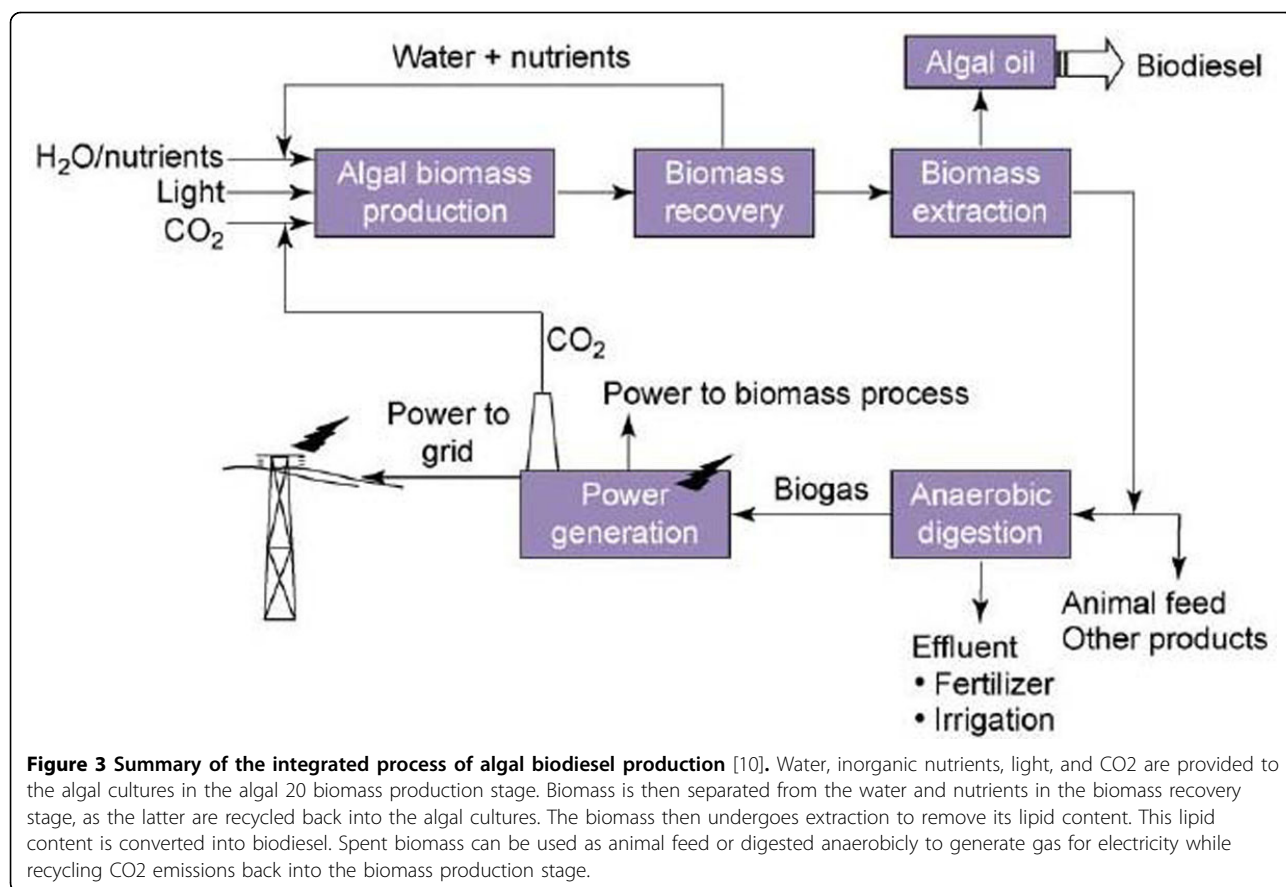 Water + nutrients
Algal oil
Biodiesel
H₂O/nutrients
Light
CO₂
Algal biomass
production
Biomass
recovery
Biomass
extraction
CO₂
Power to
grid
Power to biomass process
Power
generation
Biogas
Anaerobic
digestion
Animal feed
Other products
Effluent
• Fertilizer
• Irrigation
Figure 3 Summary of the integrated process of algal biodiesel production [10]. Water, inorganic nutrients, light, and CO2 are provided to
the algal cultures in the algal 20 biomass production stage. Biomass is then separated from the water and nutrients in the biomass recovery
stage, as the latter are recycled back into the algal cultures. The biomass then undergoes extraction to remove its lipid content. This lipid
content is converted into biodiesel. Spent biomass can be used as animal feed or digested anaerobicly to generate gas for electricity while
recycling CO2 emissions back into the biomass production stage.